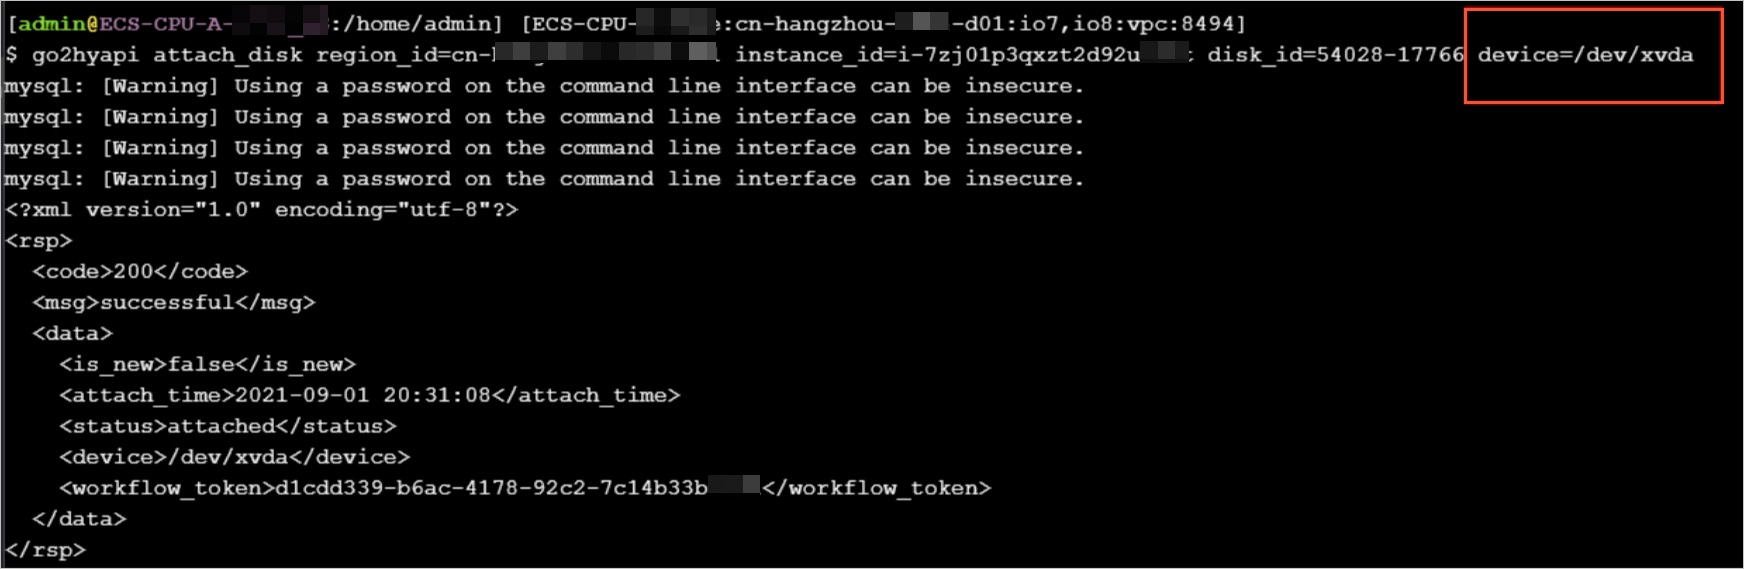 [admin@ECS-CPU-A- :/home/admin] [ECS-CPU- e:cn-hangzhou- -d01:io7,io8:vpc:8494]
$ go2hyapi attach_disk region_id=cn- instance_id=i-7zj01p3qxzt2d92u t disk_id=54028-17766 device=/dev/xvda
mysql: [Warning] Using a password on the command line interface can be insecure.
mysql: [Warning] Using a password on the command line interface can be insecure.
mysql: [Warning] Using a password on the command line interface can be insecure.
mysql: [Warning] Using a password on the command line interface can be insecure.
<?xml version="1.0" encoding="utf-8"?>
<rsp>
  <code>200</code>
  <msg>successful</msg>
  <data>
    <is_new>false</is_new>
    <attach_time>2021-09-01 20:31:08</attach_time>
    <status>attached</status>
    <device>/dev/xvda</device>
    <workflow_token>d1cdd339-b6ac-4178-92c2-7c14b33b </workflow_token>
  </data>
</rsp>